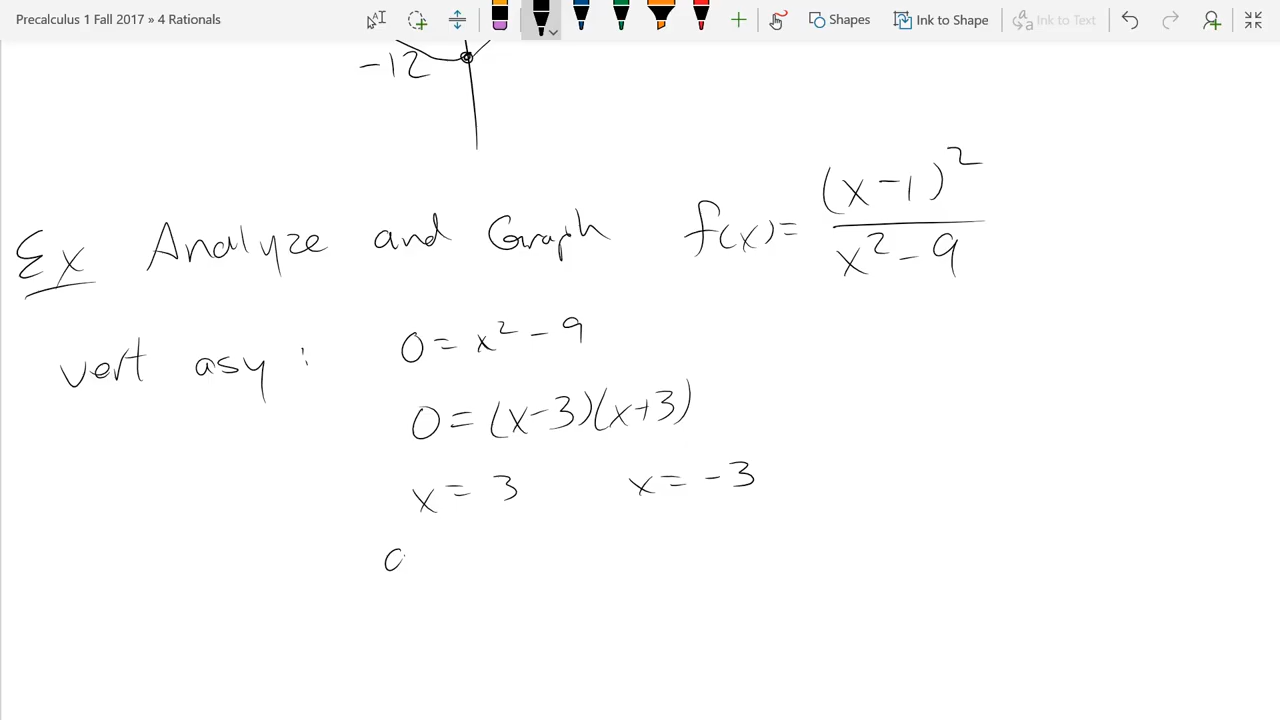 Precalculus 1 Fall 2017 » 4 Rationals
Shapes
Ink to Shape
Ink to Text
-12
Ex Analyze and Graph f(x)= (x-1)^2 / x^2-9
vert asy : 0 = x^2 - 9
0 = (x-3)(x+3)
x = 3 x = -3
0